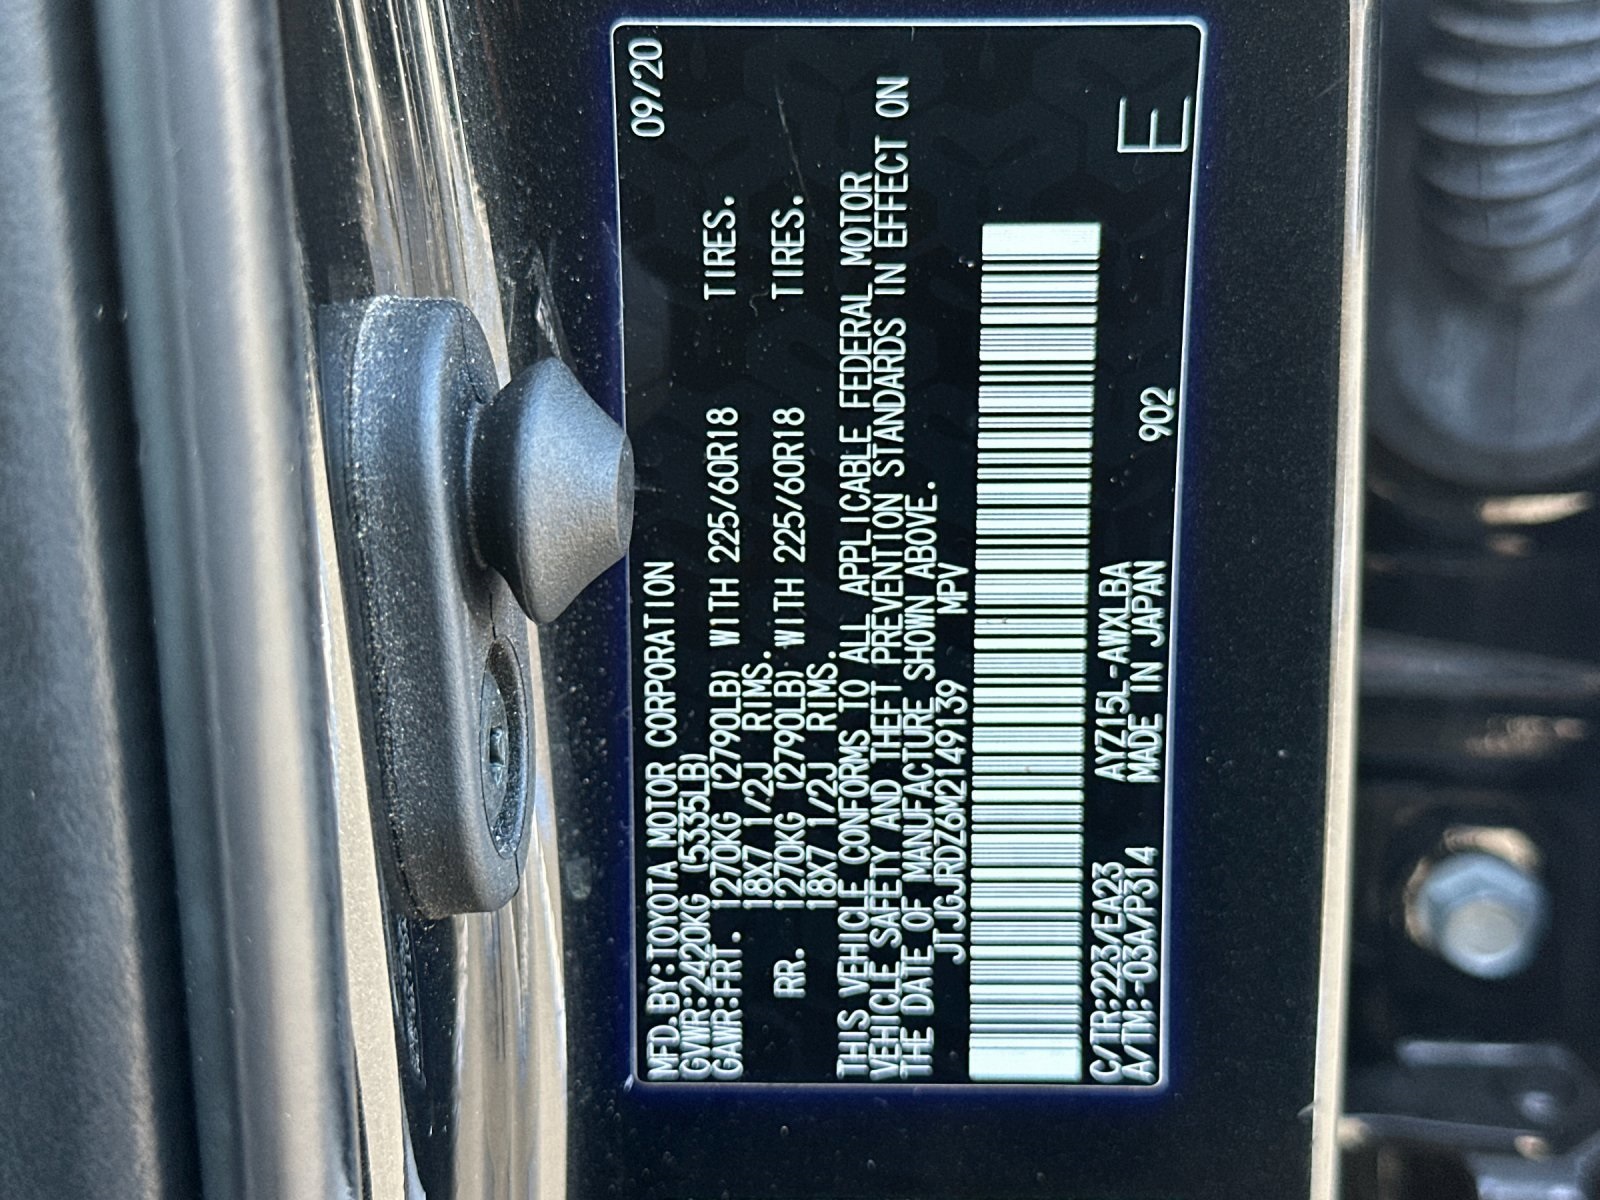 MFD.BY:TOYOTA MOTOR CORPORATION 09/20
GVWR:2420KG (5335LB)
GAWR:FRT. 1270KG (2790LB) WITH 225/60R18 TIRES.
18X7 1/2J RIMS.
RR. 1270KG (2790LB) WITH 225/60R18 TIRES.
18X7 1/2J RIMS.
THIS VEHICLE CONFORMS TO ALL APPLICABLE FEDERAL MOTOR
VEHICLE SAFETY AND THEFT PREVENTION STANDARDS IN EFFECT ON
THE DATE OF MANUFACTURE SHOWN ABOVE.
JTJGJRDZ6M2149139 MPV
C/TR:223/EA23 AYZ15L-AWXLBA
A/TM:-03A/P314 MADE IN JAPAN 902 E